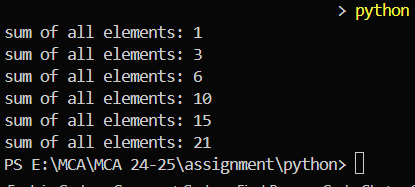 > python
sum of all elements: 1
sum of all elements: 3
sum of all elements: 6
sum of all elements: 10
sum of all elements: 15
sum of all elements: 21
PS E:\MCA\MCA 24-25\assignment\python>